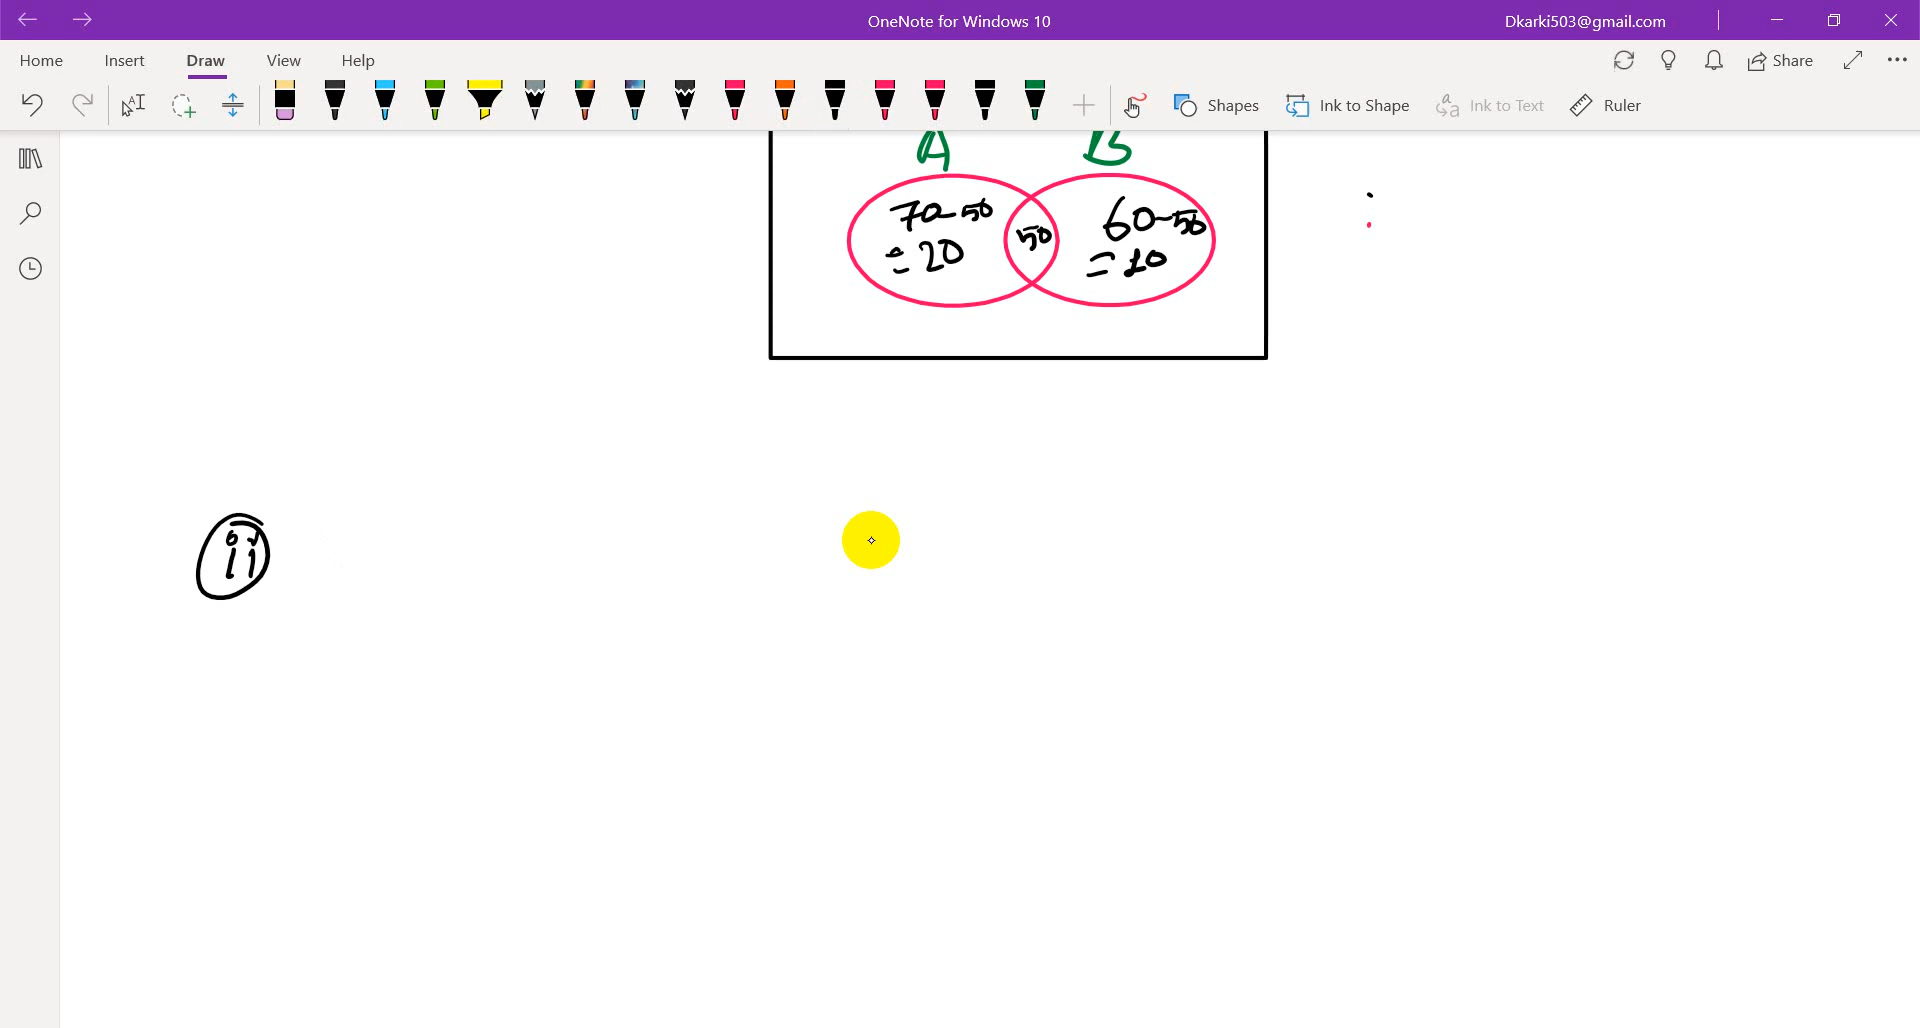 OneNote for Windows 10
Dkarki503@gmail.com
Home Insert Draw View Help
Share
Shapes Ink to Shape Ink to Text Ruler
A B
70-50
= 20
50
60-50
= 10
ii